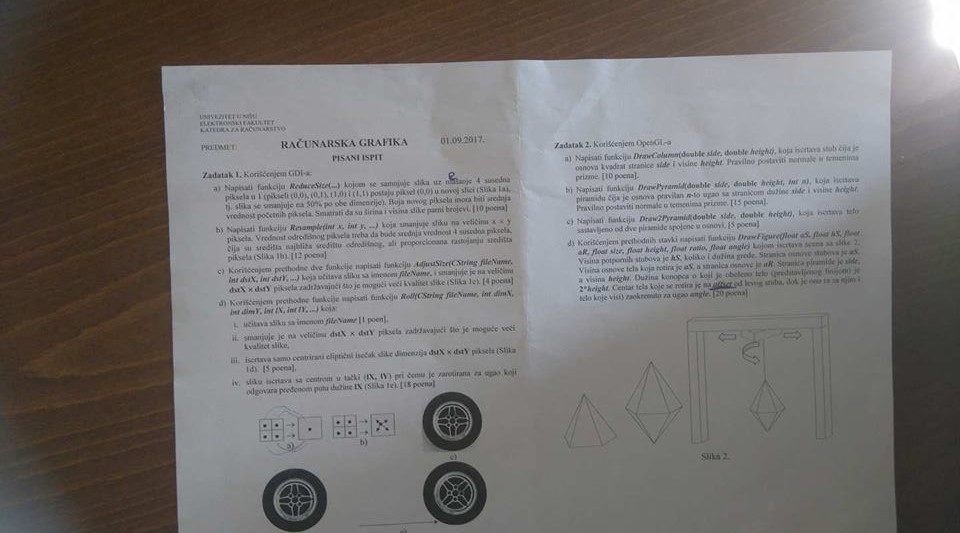 UNIVEZITET U NIŠU
ELEKTRONSKI FAKULTET
KATEDRA ZA RAČUNARSTVO
PREDMET: RAČUNARSKA GRAFIKA 01.09.2017.
PISANI ISPIT
Zadatak 1. Korišćenjem GDI-a:
a) Napisati funkciju ReduceSize(...) kojom se samnjuje slika uz mapiranje 4 susedna
piksela u 1 (pikseli (0,0), (0,1), (1,0) i (1,1) postaju piksel (0,0) u novoj slici (Slika 1a),
tj. slika se smanjuje na 50% po obe dimenzije). Boja novog piksela mora biti srednja
vrednost početnih piksela. Smatrati da su širina i visina slike parni brojevi. [10 poena]
b) Napisati funkciju Resample(int x, int y, ...) koja smanjuje sliku na veličinu x × y
piksela. Vrednost odredišnog piksela treba da bude srednja vrednost 4 susedna piksela,
čija su središta najbliža središtu odredišnog, ali proporcionana rastojanju središta
piksela (Slika 1b). [12 poena]
c) Korišćenjem prethodne dve funkcije napisati funkciju AdjustSize(CString fileName,
int dstX, int dstY, ...) koja učitava sliku sa imenom fileName, i smanjuje je na veličinu
dstX × dstY piksela zadržavajući što je moguć veći kvalitet slike (Slika 1c). [4 poena]
d) Korišćenjem prethodne funkcije napisati funkciju Roll(CString fileName, int dimX,
int dimY, int IX, int IY, ...) koja:
i. učitava sliku sa imenom fileName [1 poen],
ii. smanjuje je na veličinu dstX × dstY piksela zadržavajući što je moguće veći
kvalitet slike,
iii. iscrtava samo centrirani eliptični isečak slike dimenzija dstX × dstY piksela (Slika
1d). [5 poena],
iv. sliku iscrtava sa centrom u tački (IX, IY) pri čemu je zarotirana za ugao koji
odgovara pređenom putu dužine IX (Slika 1e). [18 poena]
a)
b)
c)
Zadatak 2. Korišćenjem OpenGL-a
a) Napisati funkciju DrawColumn(double side, double height), koja iscrtava stub čija je
osnova kvadrat stranice side i visine height. Pravilno postaviti normale u temenima
prizme. [10 poena].
b) Napisati funkciju DrawPyramid(double side, double height, int n), koja iscrtava
piramidu čija je osnova pravilan n-to ugao sa stranicom dužine side i visine height.
Pravilno postaviti normale u temenima prizme. [15 poena].
c) Napisati funkciju Draw2Pyramid(double side, double height), koja iscrtava telo
sastavljeno od dve piramide spojene u osnovi. [5 poena]
d) Korišćenjem prethodnih stavki napisati funkciju DrawFigure(float aS, float hS, float
aR, float size, float height, float ratio, float angle) kojom iscrtava scena sa slike 2.
Visina potpornih stubova je hS, koliko i dužina grede. Stranica osnove stubova je aS.
Visina osnove tela koja rotira je aS, a stranica osnove je aR. Stranica piramide je side,
a visina height. Dužina konopca o koji je obešeno telo (predstavljenog linijom) je
2*height. Centar tela koje se rotira je na offset od levog stuba, dok je ono (a za njim i
telo koje visi) zaokrenuto za ugao angle. [20 poena]
Slika 2.